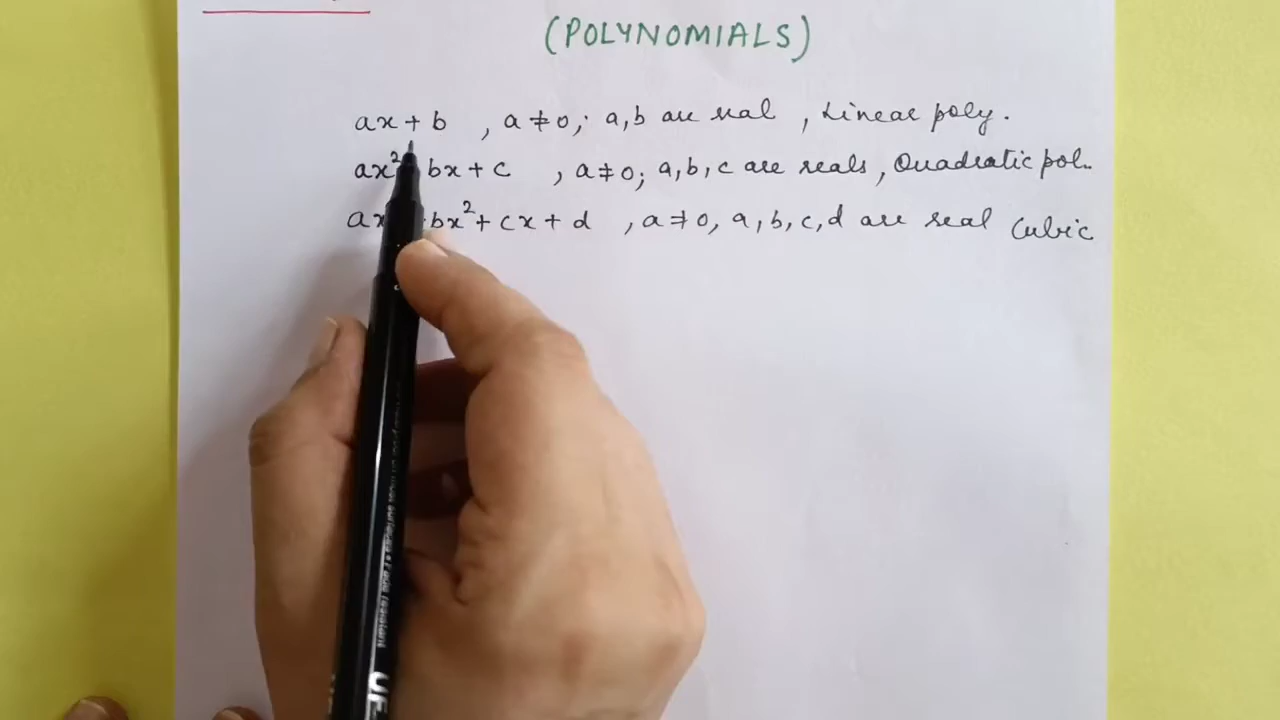 (POLYNOMIALS)
ax + b , a ≠ 0, a, b are real , Linear poly.
ax² bx + c , a ≠ 0; a, b, c are reals, Quadratic pol.
ax bx² + cx + d , a ≠ 0, a, b, c, d are real cubic